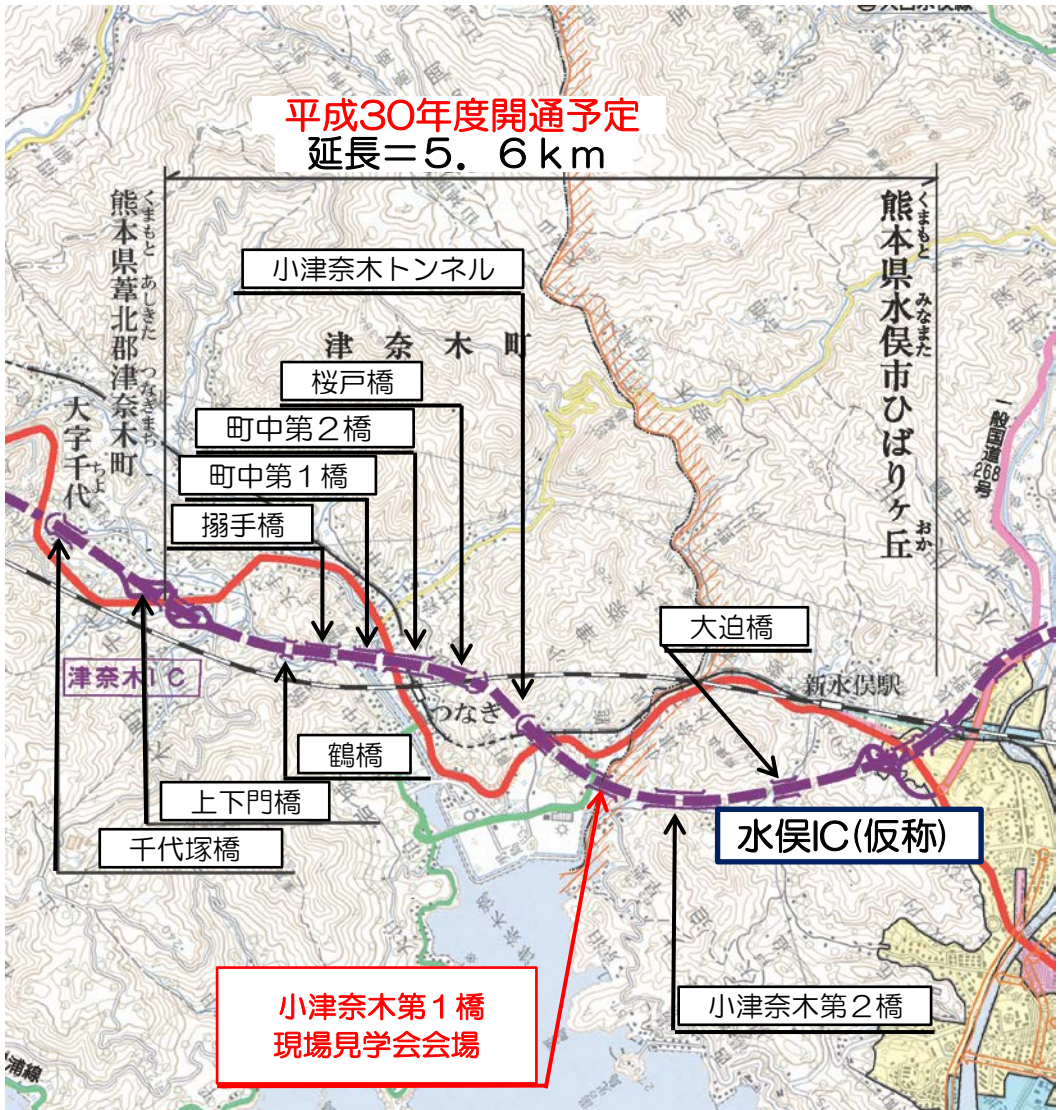 平成30年度開通予定
延長=5．6km
熊本県葦北郡津奈木町
くまもと あしきた つなぎまち
大字千代
ちよ
熊本県水俣市ひばりヶ丘
くまもと みなまた おか
小津奈木トンネル
津奈木町
桜戸橋
町中第2橋
町中第1橋
搦手橋
一般国道268号
大迫橋
津奈木IC
つなぎ
新水俣駅
鶴橋
上下門橋
千代塚橋
水俣IC(仮称)
小津奈木第1橋
現場見学会会場
小津奈木第2橋
浦線